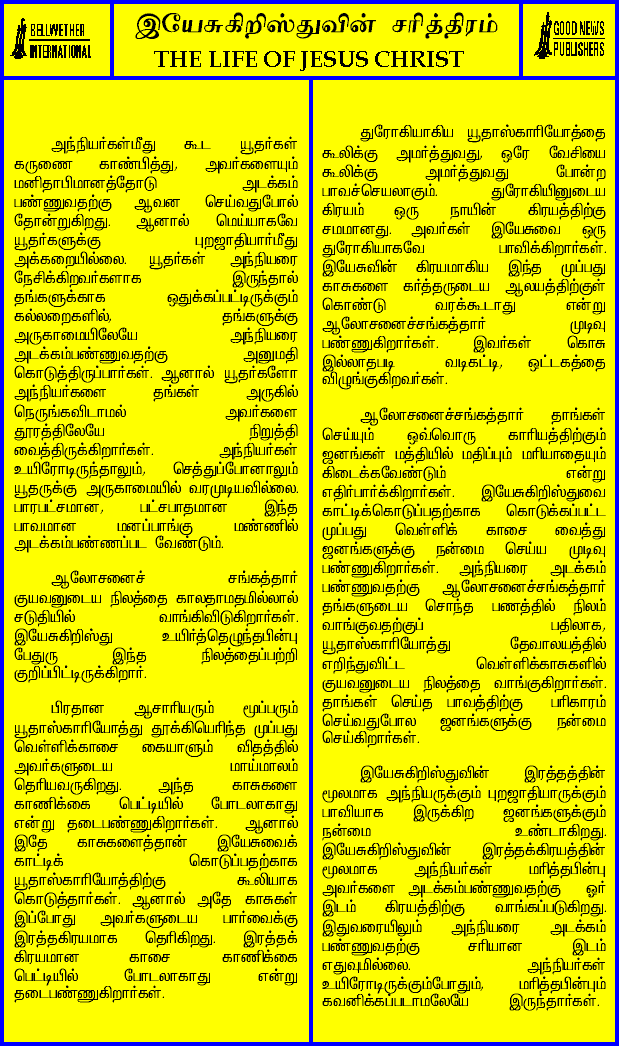 BELLWETHER
INTERNATIONAL
இயேசுகிறிஸ்துவின் சரித்திரம்
THE LIFE OF JESUS CHRIST
GOOD NEWS
PUBLISHERS
அந்நியர்கள்மீது கூட யூதர்கள்
கருணை காண்பித்து, அவர்களையும்
மனிதாபிமானத்தோடு அடக்கம்
பண்ணுவதற்கு ஆவன செய்வதுபோல்
தோன்றுகிறது. ஆனால் மெய்யாகவே
யூதர்களுக்கு புறஜாதியார்மீது
அக்கறையில்லை. யூதர்கள் அந்நியரை
நேசிக்கிறவர்களாக இருந்தால்
தங்களுக்காக ஒதுக்கப்பட்டிருக்கும்
கல்லறைகளில், தங்களுக்கு
அருகாமையிலேயே அந்நியரை
அடக்கம்பண்ணுவதற்கு அனுமதி
கொடுத்திருப்பார்கள். ஆனால் யூதர்களோ
அந்நியர்களை தங்கள் அருகில்
நெருங்கவிடாமல் அவர்களை
தூரத்திலேயே நிறுத்தி
வைத்திருக்கிறார்கள். அந்நியர்கள்
உயிரோடிருந்தாலும், செத்துப்போனாலும்
யூதருக்கு அருகாமையில் வரமுடியவில்லை.
பாரபட்சமான, பட்சபாதமான இந்த
பாவமான மனப்பாங்கு மண்ணில்
அடக்கம்பண்ணப்பட வேண்டும்.
ஆலோசனைச் சங்கத்தார்
குயவனுடைய நிலத்தை காலதாமதமில்லால்
சடுதியில் வாங்கிவிடுகிறார்கள்.
இயேசுகிறிஸ்து உயிர்த்தெழுந்தபின்பு
பேதுரு இந்த நிலத்தைப்பற்றி
குறிப்பிட்டிருக்கிறார்.
பிரதான ஆசாரியரும் மூப்பரும்
யூதாஸ்காரியோத்து தூக்கியெரிந்த முப்பது
வெள்ளிக்காசை கையாளும் விதத்தில்
அவர்களுடைய மாய்மாலம்
தெரியவருகிறது. அந்த காசுகளை
காணிக்கை பெட்டியில் போடலாகாது
என்று தடைபண்ணுகிறார்கள். ஆனால்
இதே காசுகளைத்தான் இயேசுவைக்
காட்டிக் கொடுப்பதற்காக
யூதாஸ்காரியோத்திற்கு கூலியாக
கொடுத்தார்கள். ஆனால் அதே காசுகள்
இப்போது அவர்களுடைய பார்வைக்கு
இரத்தகிரயமாக தெரிகிறது. இரத்தக்
கிரயமான காசை காணிக்கை
பெட்டியில் போடலாகாது என்று
தடைபண்ணுகிறார்கள்.
துரோகியாகிய யூதாஸ்காரியோத்தை
கூலிக்கு அமர்த்துவது, ஒரே வேசியை
கூலிக்கு அமர்த்துவது போன்ற
பாவச்செயலாகும். துரோகியினுடைய
கிரயம் ஒரு நாயின் கிரயத்திற்கு
சமமானது. அவர்கள் இயேசுவை ஒரு
துரோகியாகவே பாவிக்கிறார்கள்.
இயேசுவின் கிரயமாகிய இந்த முப்பது
காசுகளை கர்த்தருடைய ஆலயத்திற்குள்
கொண்டு வரக்கூடாது என்று
ஆலோசனைச்சங்கத்தார் முடிவு
பண்ணுகிறார்கள். இவர்கள் கொசு
இல்லாதபடி வடிகட்டி, ஒட்டகத்தை
விழுங்குகிறவர்கள்.
ஆலோசனைச்சங்கத்தார் தாங்கள்
செய்யும் ஒவ்வொரு காரியத்திற்கும்
ஜனங்கள் மத்தியில் மதிப்பும் மரியாதையும்
கிடைக்கவேண்டும் என்று
எதிர்பார்க்கிறார்கள். இயேசுகிறிஸ்துவை
காட்டிக்கொடுப்பதற்காக கொடுக்கப்பட்ட
முப்பது வெள்ளிக் காசை வைத்து
ஜனங்களுக்கு நன்மை செய்ய முடிவு
பண்ணுகிறார்கள். அந்நியரை அடக்கம்
பண்ணுவதற்கு ஆலோசனைச்சங்கத்தார்
தங்களுடைய சொந்த பணத்தில் நிலம்
வாங்குவதற்குப் பதிலாக,
யூதாஸ்காரியோத்து தேவாலயத்தில்
எறிந்துவிட்ட வெள்ளிக்காசுகளில்
குயவனுடைய நிலத்தை வாங்குகிறார்கள்.
தாங்கள் செய்த பாவத்திற்கு பரிகாரம்
செய்வதுபோல ஜனங்களுக்கு நன்மை
செய்கிறார்கள்.
இயேசுகிறிஸ்துவின் இரத்தத்தின்
மூலமாக அந்நியருக்கும் புறஜாதியாருக்கும்
பாவியாக இருக்கிற ஜனங்களுக்கும்
நன்மை உண்டாகிறது.
இயேசுகிறிஸ்துவின் இரத்தக்கிரயத்தின்
மூலமாக அந்நியர்கள் மரித்தபின்பு
அவர்களை அடக்கம்பண்ணுவதற்கு ஓர்
இடம் கிரயத்திற்கு வாங்கப்படுகிறது.
இதுவரையிலும் அந்நியரை அடக்கம்
பண்ணுவதற்கு சரியான இடம்
எதுவுமில்லை. அந்நியர்கள்
உயிரோடிருக்கும்போதும், மரித்தபின்பும்
கவனிக்கப்படாமலேயே இருந்தார்கள்.